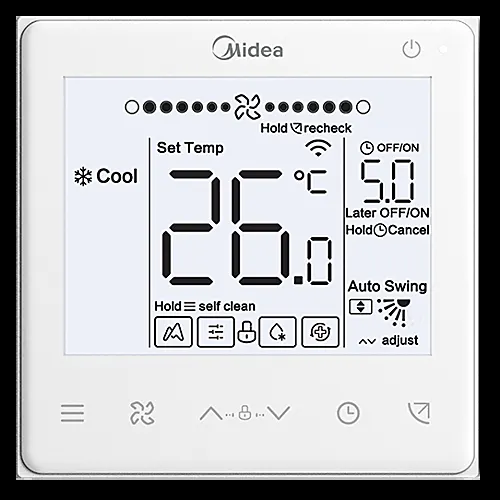 Midea
Hold recheck
Set Temp
Cool
26.0 °C
OFF/ON
5.0
Later OFF/ON
Hold Cancel
Auto Swing
adjust
Hold self clean